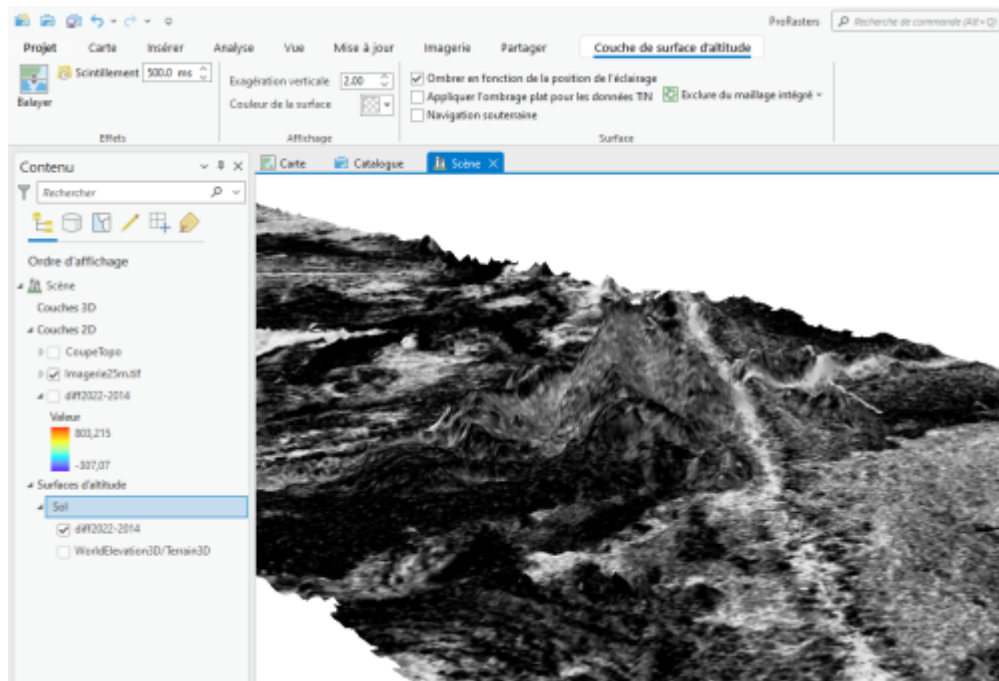 ProRasters
Recherche de commande (Alt+Q)
Projet Carte Insérer Analyse Vue Mise à jour Imagerie Partager Couche de surface d'altitude
Balayer
Scintillement 500.0 ms
Effets
Exagération verticale 2.00
Couleur de la surface
Affichage
Ombrer en fonction de la position de l'éclairage
Appliquer l'ombrage plat pour les données TIN
Navigation souterraine
Exclure du maillage intégré
Surface
Contenu
Rechercher
Ordre d'affichage
Scène
Couches 3D
Couches 2D
CoupeTopo
Imagerie25m.tif
diff2022-2014
Valeur
803,215
-307,07
Surfaces d'altitude
Sol
diff2022-2014
WorldElevation3D/Terrain3D
Carte Catalogue Scène